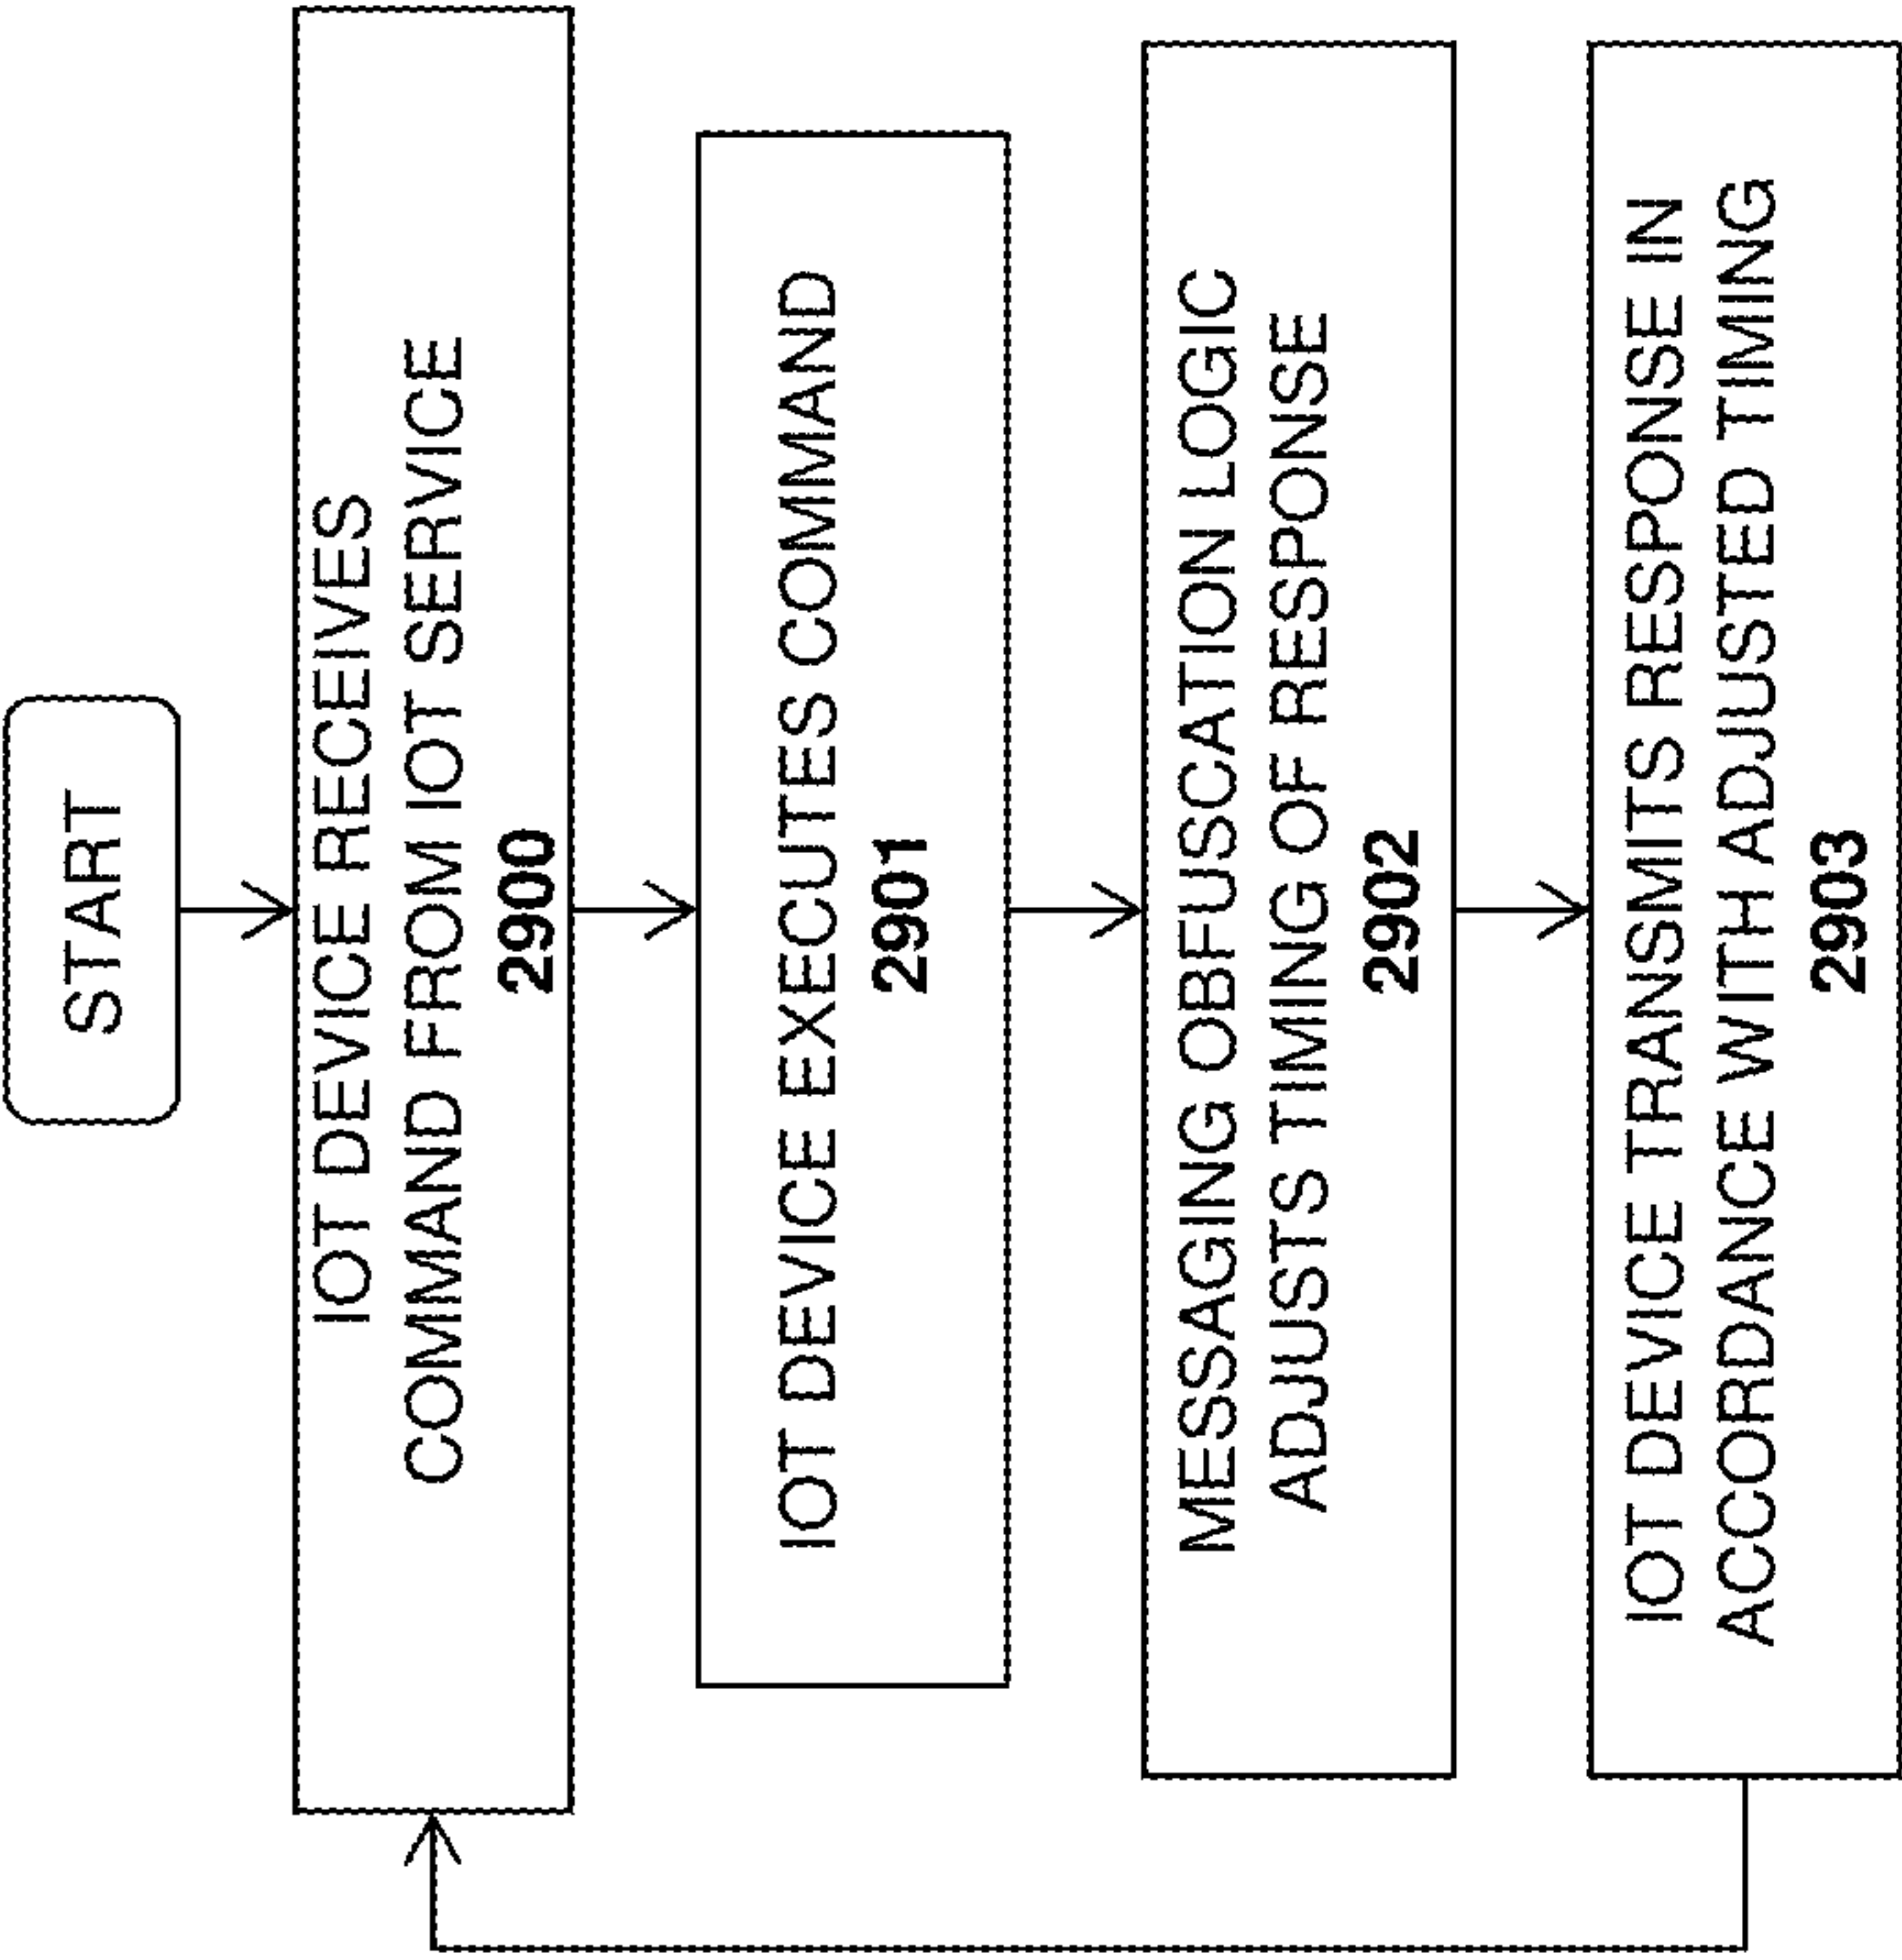 START
IOT DEVICE RECEIVES
COMMAND FROM IOT SERVICE
2900
IOT DEVICE EXECUTES COMMAND
2901
MESSAGING OBFUSCATION LOGIC
ADJUSTS TIMING OF RESPONSE
2902
IOT DEVICE TRANSMITS RESPONSE IN
ACCORDANCE WITH ADJUSTED TIMING
2903